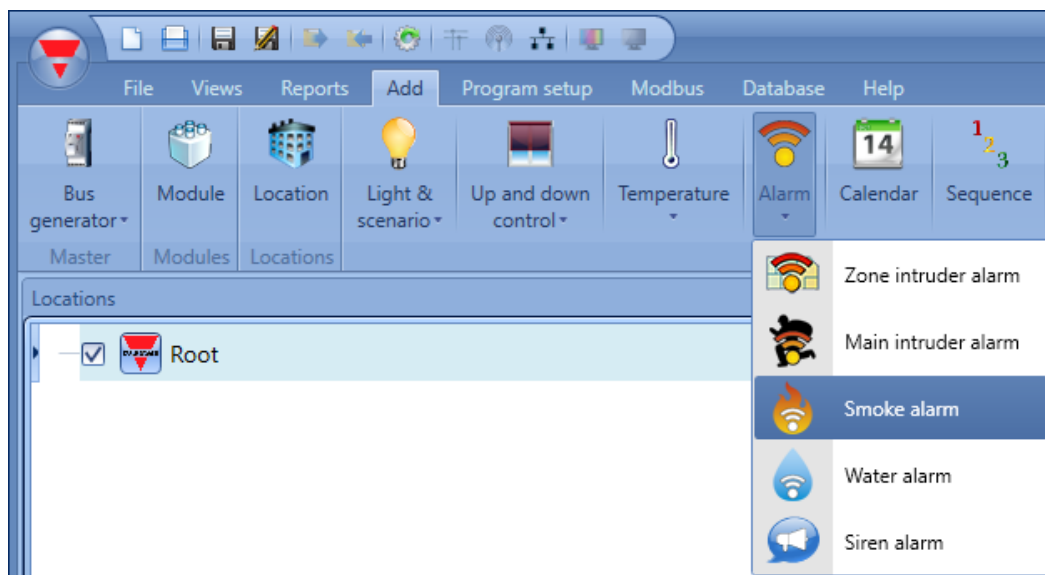 File Views Reports Add Program setup Modbus Database Help
Bus generator Module Location Light & scenario Up and down control Temperature Alarm 14 Calendar 1 2 3 Sequence
Master Modules Locations
Locations
Root
Zone intruder alarm
Main intruder alarm
Smoke alarm
Water alarm
Siren alarm